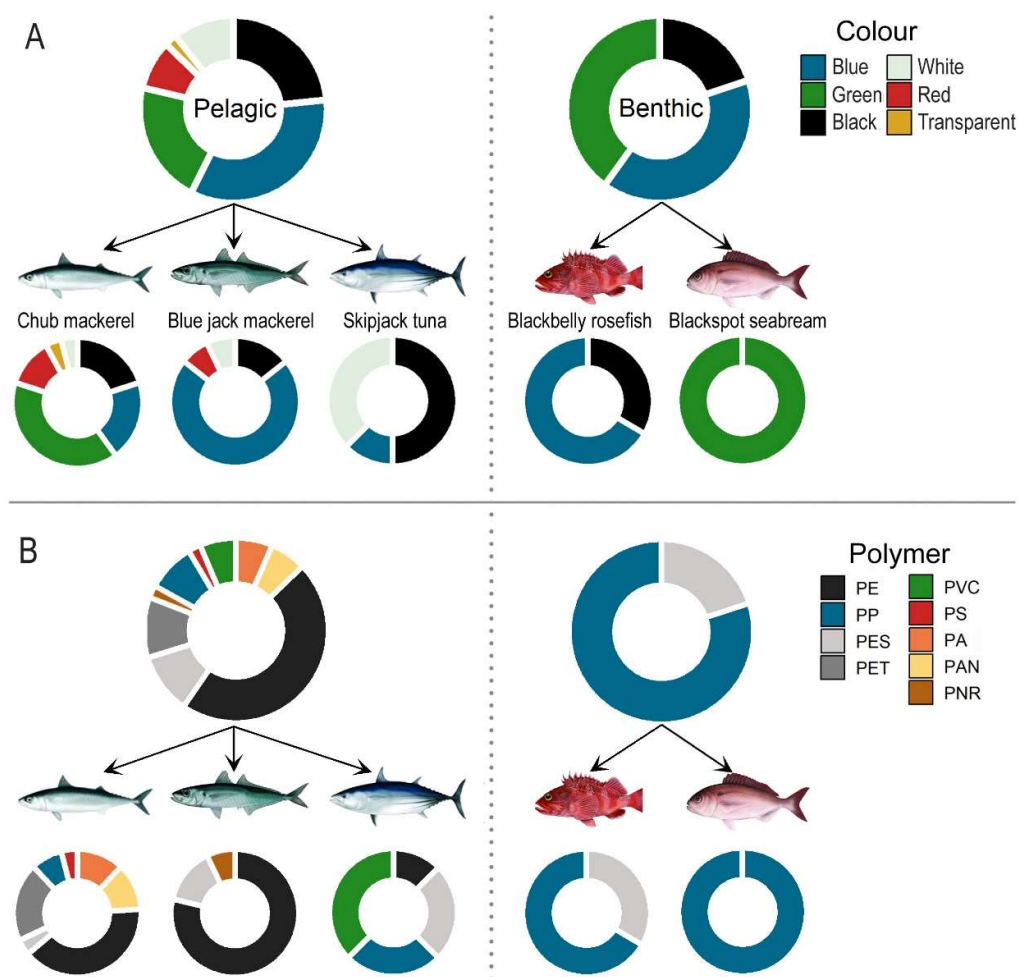 A
Pelagic
Benthic
Colour
Blue
White
Green
Red
Black
Transparent
Chub mackerel
Blue jack mackerel
Skipjack tuna
Blackbelly rosefish
Blackspot seabream
B
Polymer
PE
PVC
PP
PS
PES
PA
PET
PAN
PNR